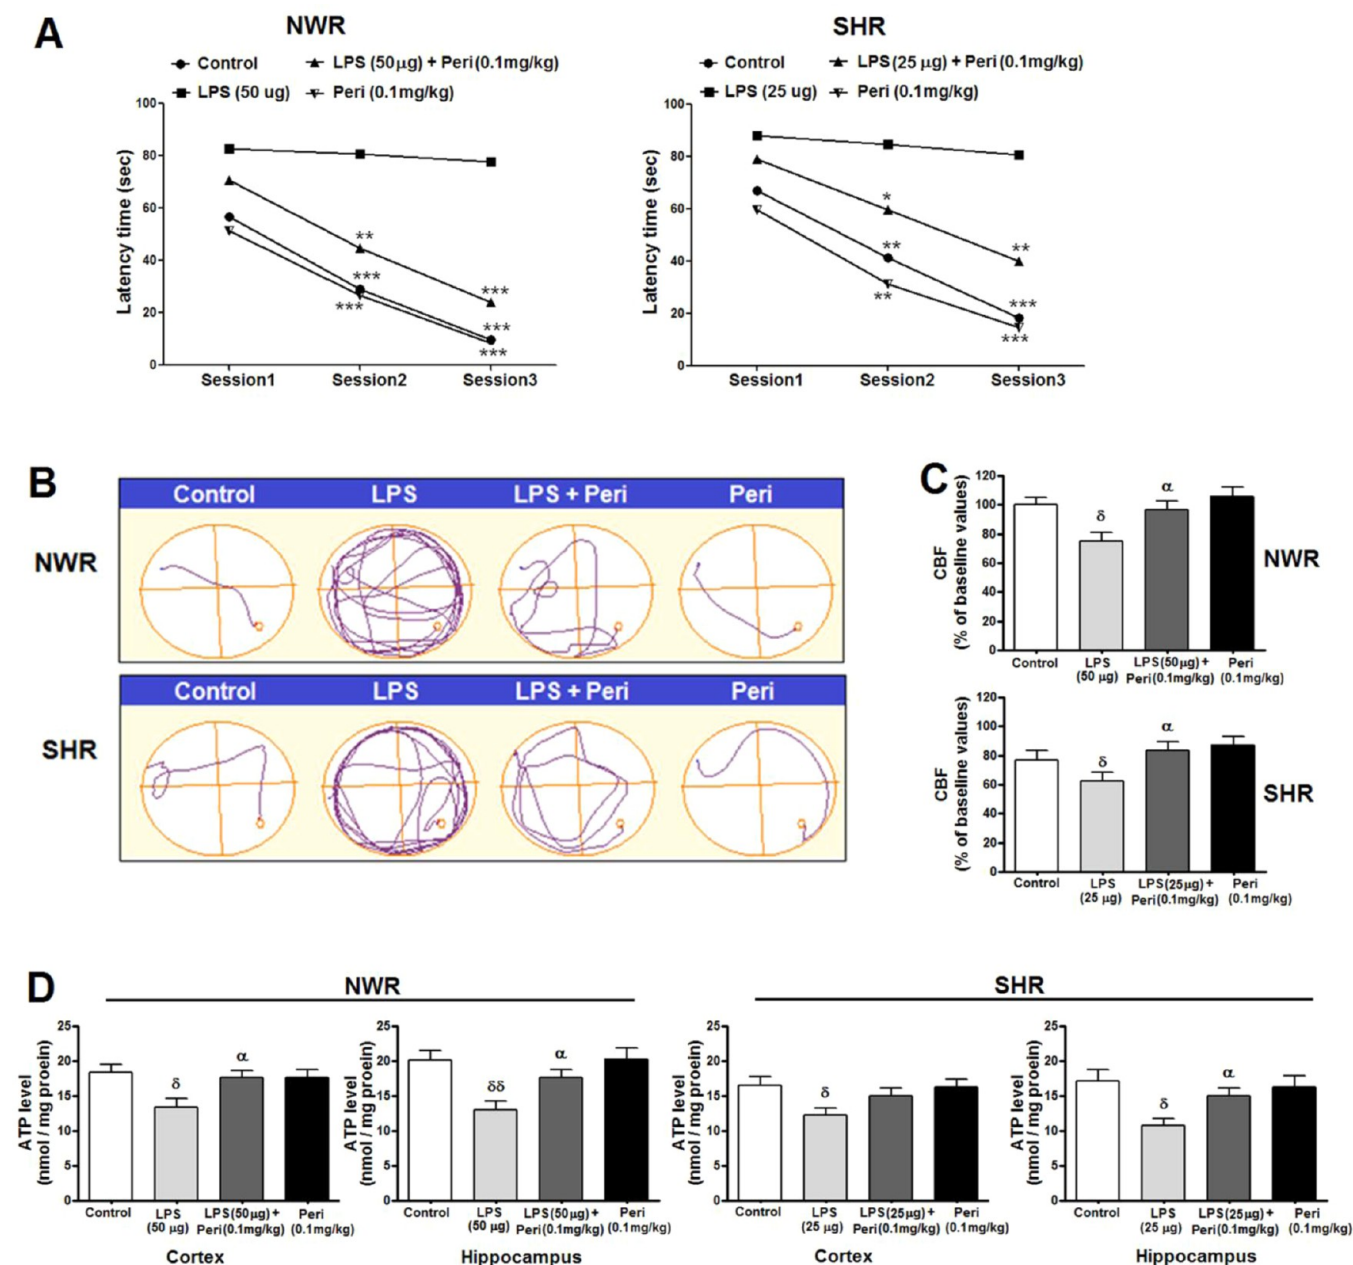 A
NWR
Control
LPS (50μg) + Peri(0.1mg/kg)
LPS (50 ug)
Peri (0.1mg/kg)
100
80
60
40
20
0
Latency time (sec)
**
***
***
***
***
***
Session1 Session2 Session3
SHR
Control
LPS(25 μg) + Peri(0.1mg/kg)
LPS (25 ug)
Peri (0.1mg/kg)
100
80
60
40
20
0
Latency time (sec)
*
**
**
**
***
***
Session1 Session2 Session3
B
Control LPS LPS + Peri Peri
NWR
Control LPS LPS + Peri Peri
SHR
C
120
100
80
60
40
20
0
CBF
(% of baseline values)
δ
α
NWR
Control LPS LPS(50μg) + Peri
(50 μg) Peri(0.1mg/kg) (0.1mg/kg)
120
100
80
60
40
20
0
CBF
(% of baseline values)
δ
α
SHR
Control LPS LPS(25μg) + Peri
(25 μg) Peri(0.1mg/kg) (0.1mg/kg)
D
NWR
25
20
15
10
5
0
ATP level
(nmol / mg proein)
δ
α
Control LPS LPS(50μg) + Peri
(50 μg) Peri(0.1mg/kg) (0.1mg/kg)
Cortex
25
20
15
10
5
0
ATP level
(nmol / mg proein)
δδ
α
Control LPS LPS(50μg) + Peri
(50 μg) Peri(0.1mg/kg) (0.1mg/kg)
Hippocampus
SHR
25
20
15
10
5
0
ATP level
(nmol / mg proein)
δ
Control LPS LPS(25μg) + Peri
(25 μg) Peri(0.1mg/kg) (0.1mg/kg)
Cortex
25
20
15
10
5
0
ATP level
(nmol / mg proein)
δ
α
Control LPS LPS(25μg) + Peri
(25 μg) Peri(0.1mg/kg) (0.1mg/kg)
Hippocampus